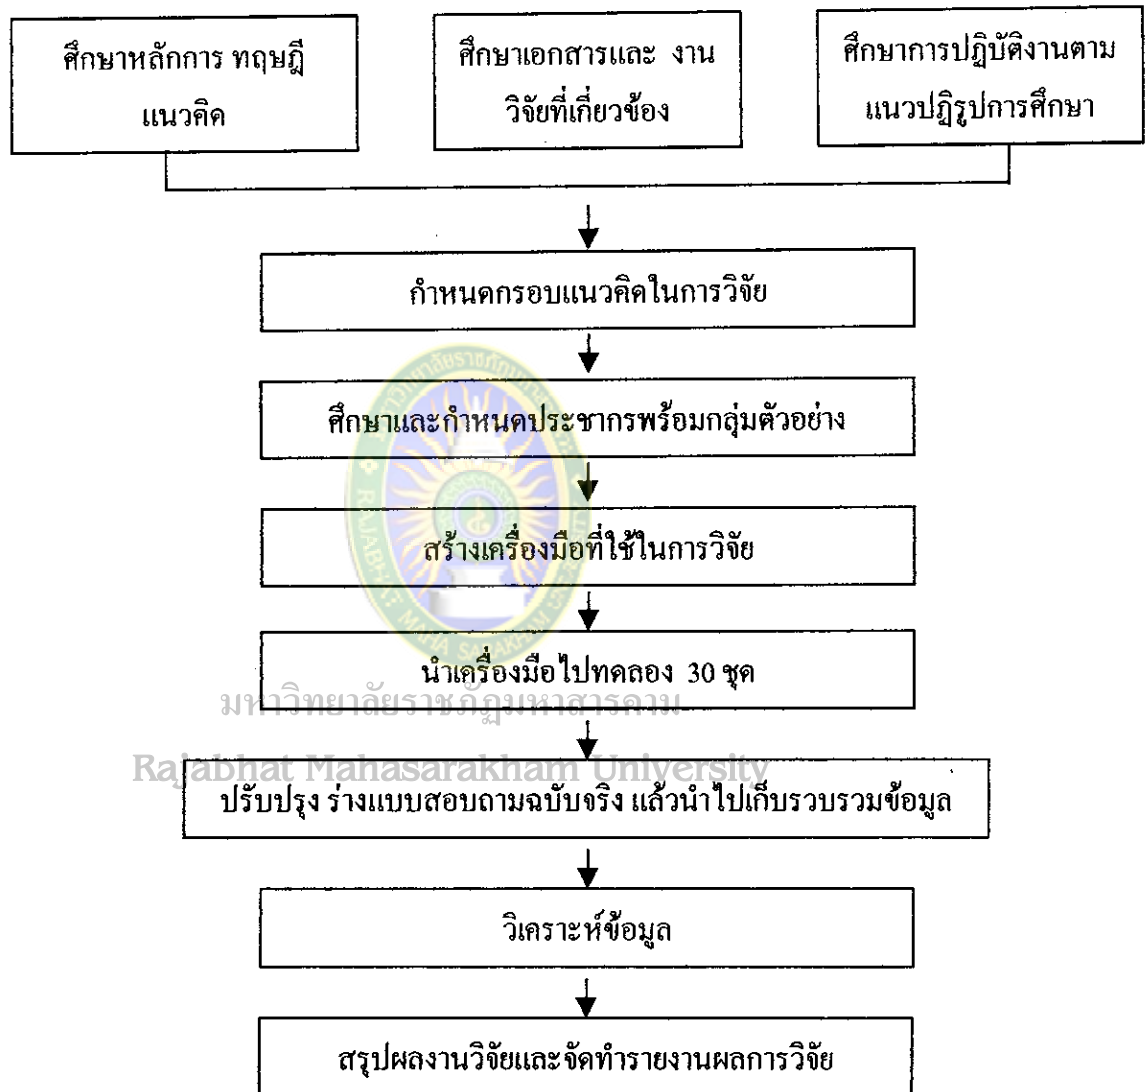 ศึกษาหลักการ ทฤษฎี
แนวคิด
ศึกษาเอกสารและ งาน
วิจัยที่เกี่ยวข้อง
ศึกษาการปฏิบัติงานตาม
แนวปฏิรูปการศึกษา
กำหนดกรอบแนวคิดในการวิจัย
ศึกษาและกำหนดประชากรพร้อมกลุ่มตัวอย่าง
สร้างเครื่องมือที่ใช้ในการวิจัย
นำเครื่องมือไปทดลอง 30 ชุด
มหาวิทยาลัยราชภัฏมหาสารคาม
Rajabhat Mahasarakham University
ปรับปรุง ร่างแบบสอบถามฉบับจริง แล้วนำไปเก็บรวบรวมข้อมูล
วิเคราะห์ข้อมูล
สรุปผลงานวิจัยและจัดทำรายงานผลการวิจัย